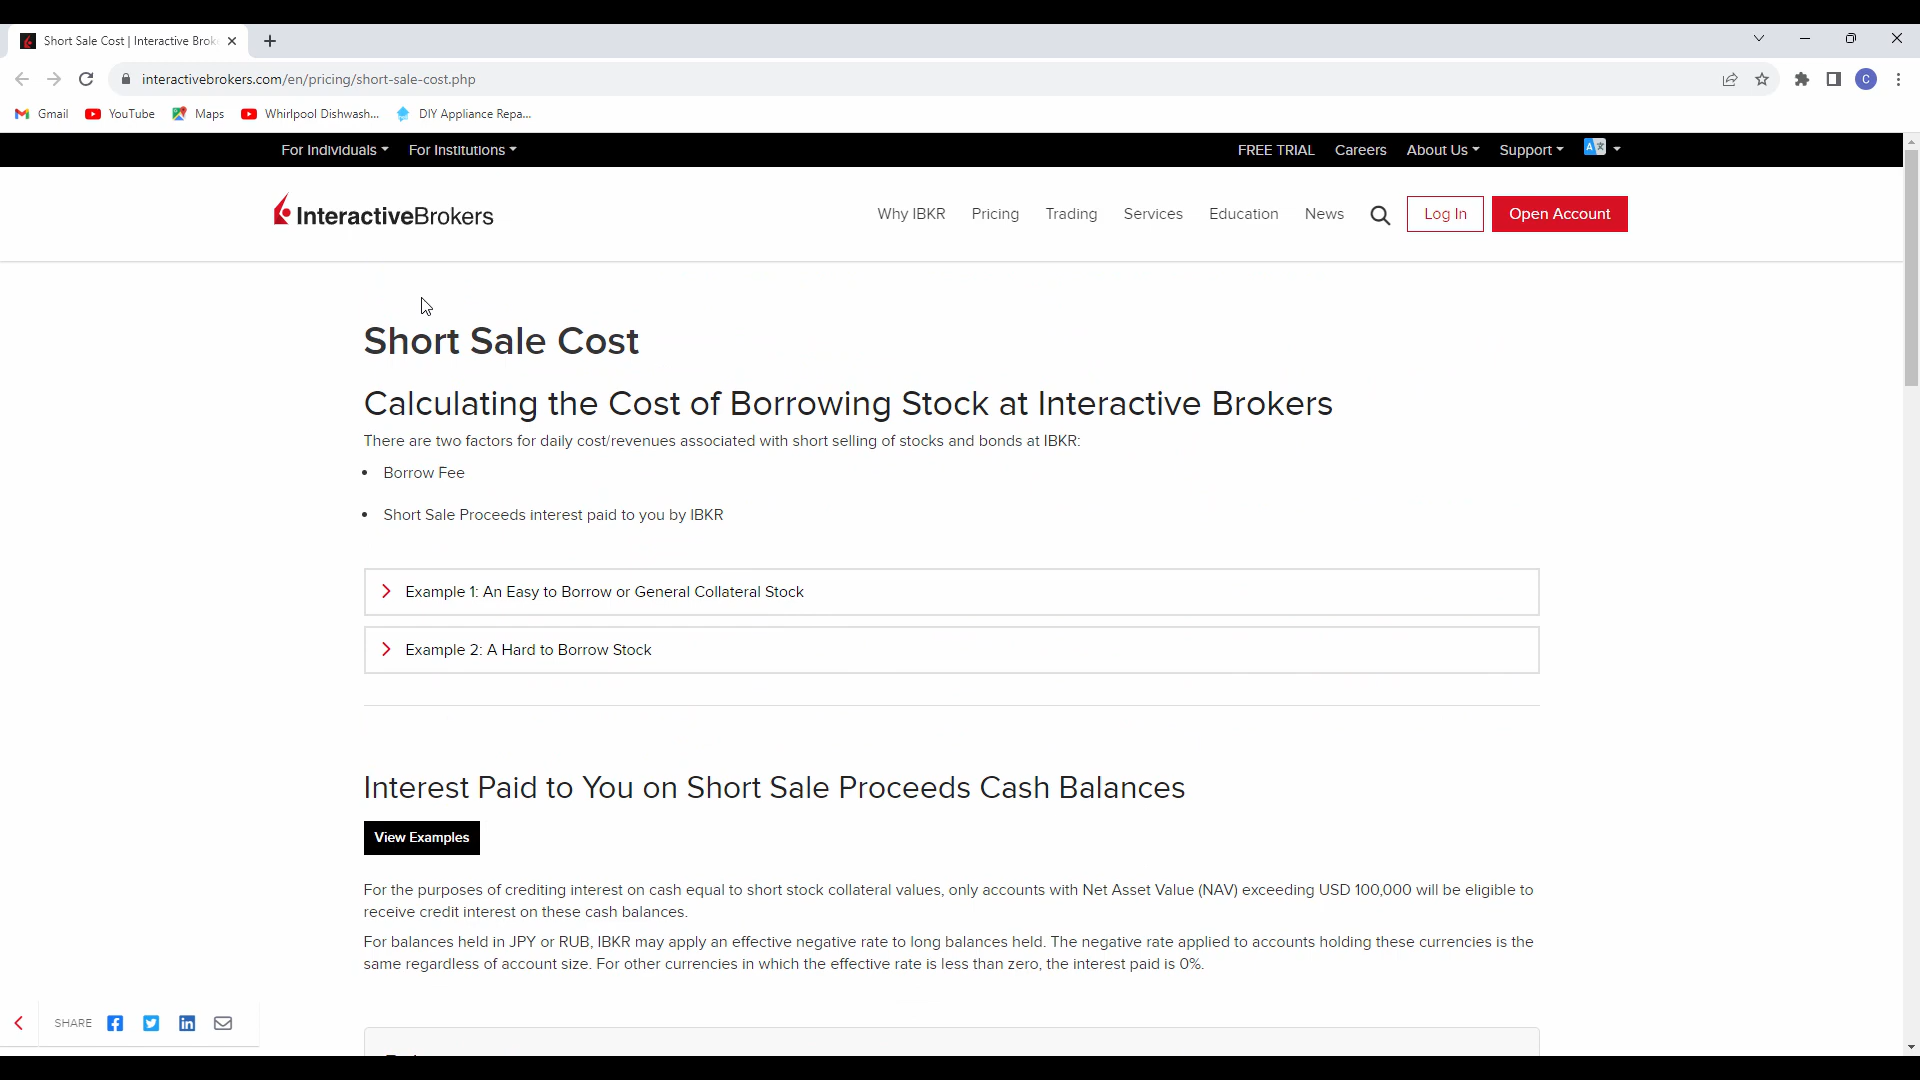 Short Sale Cost | Interactive Brok
interactivebrokers.com/en/pricing/short-sale-cost.php
C
Gmail YouTube Maps Whirlpool Dishwash... DIY Appliance Repa...
For Individuals For Institutions FREE TRIAL Careers About Us Support
InteractiveBrokers Why IBKR Pricing Trading Services Education News Log In Open Account
Short Sale Cost
Calculating the Cost of Borrowing Stock at Interactive Brokers
There are two factors for daily cost/revenues associated with short selling of stocks and bonds at IBKR:
• Borrow Fee
• Short Sale Proceeds interest paid to you by IBKR
Example 1: An Easy to Borrow or General Collateral Stock
Example 2: A Hard to Borrow Stock
Interest Paid to You on Short Sale Proceeds Cash Balances
View Examples
For the purposes of crediting interest on cash equal to short stock collateral values, only accounts with Net Asset Value (NAV) exceeding USD 100,000 will be eligible to
receive credit interest on these cash balances.
For balances held in JPY or RUB, IBKR may apply an effective negative rate to long balances held. The negative rate applied to accounts holding these currencies is the
same regardless of account size. For other currencies in which the effective rate is less than zero, the interest paid is 0%.
SHARE